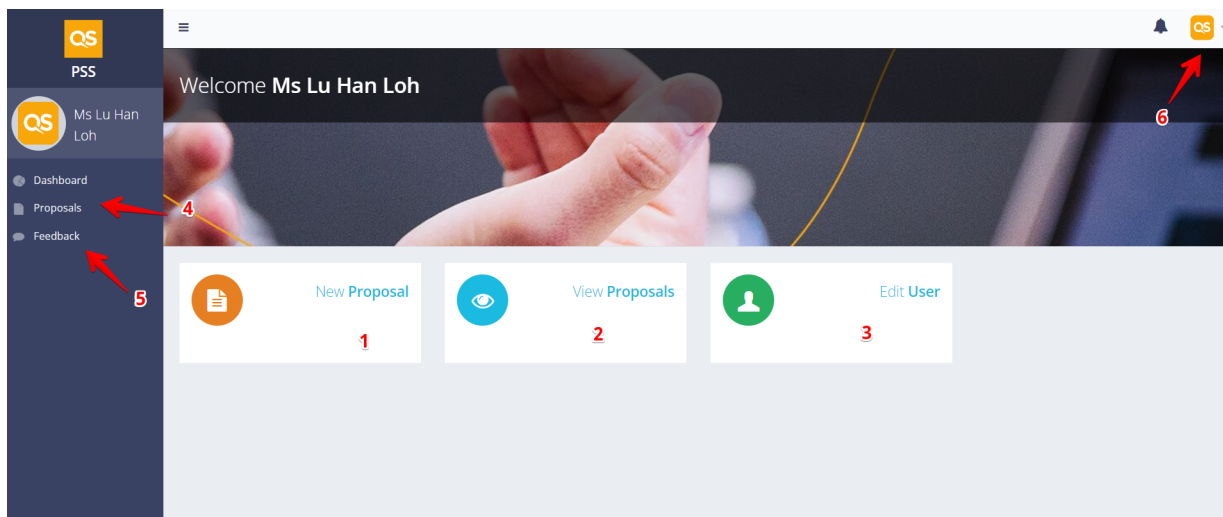 QS
PSS
QS
Ms Lu Han
Loh
Dashboard
Proposals
Feedback
QS
Welcome Ms Lu Han Loh
6
4
5
New Proposal
1
View Proposals
2
Edit User
3